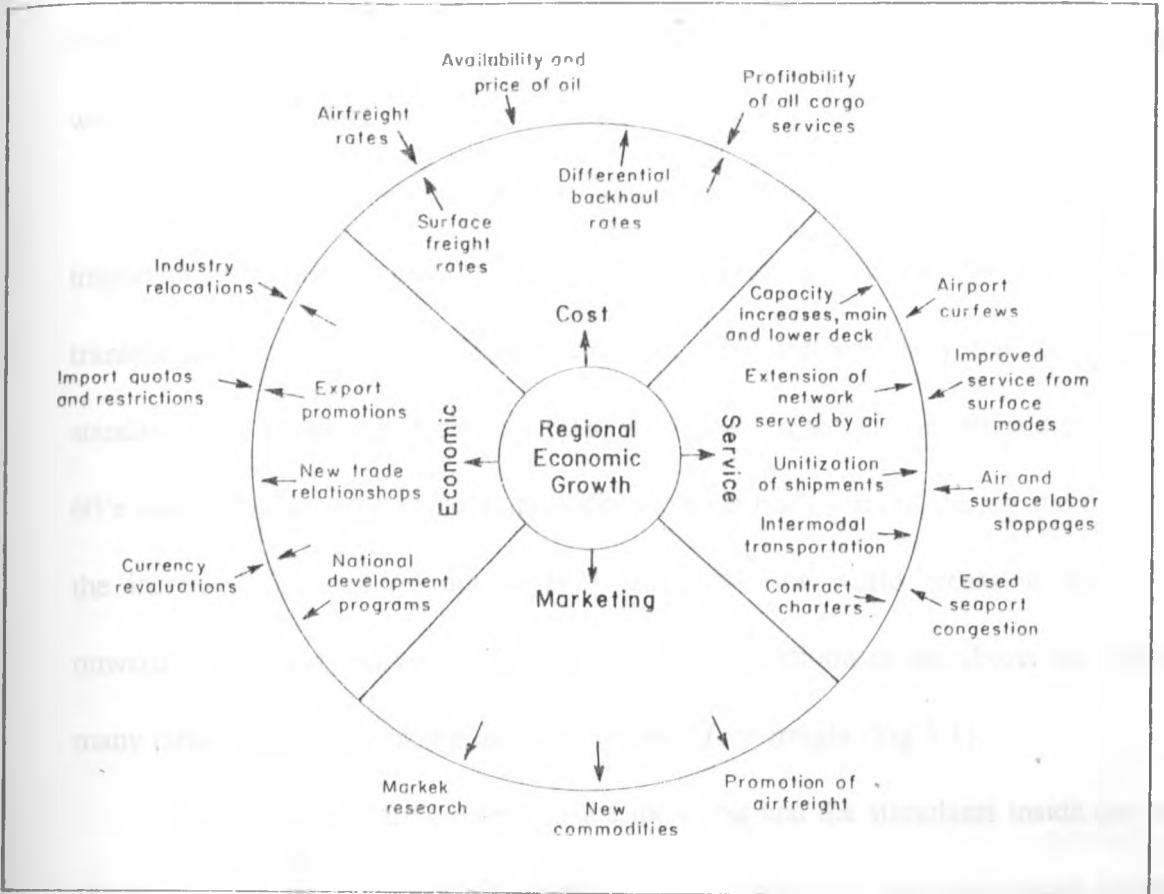 Availability and
price of oil
Profitability
of all cargo
services
Airfreight
rates
Differential
backhaul
rates
Surface
freight
rates
Industry
relocations
Cost
Capacity
increases, main
and lower deck
Airport
curfews
Import quotas
and restrictions
Export
promotions
Economic
Regional
Economic
Growth
Service
Extension of
network
served by air
Improved
service from
surface
modes
New trade
relationshops
Unitization
of shipments
Air and
surface labor
stoppages
Intermodal
transportation
Currency
revaluations
National
development
programs
Marketing
Contract
charters
Eased
seaport
congestion
Markek
research
New
commodities
Promotion of
airfreight